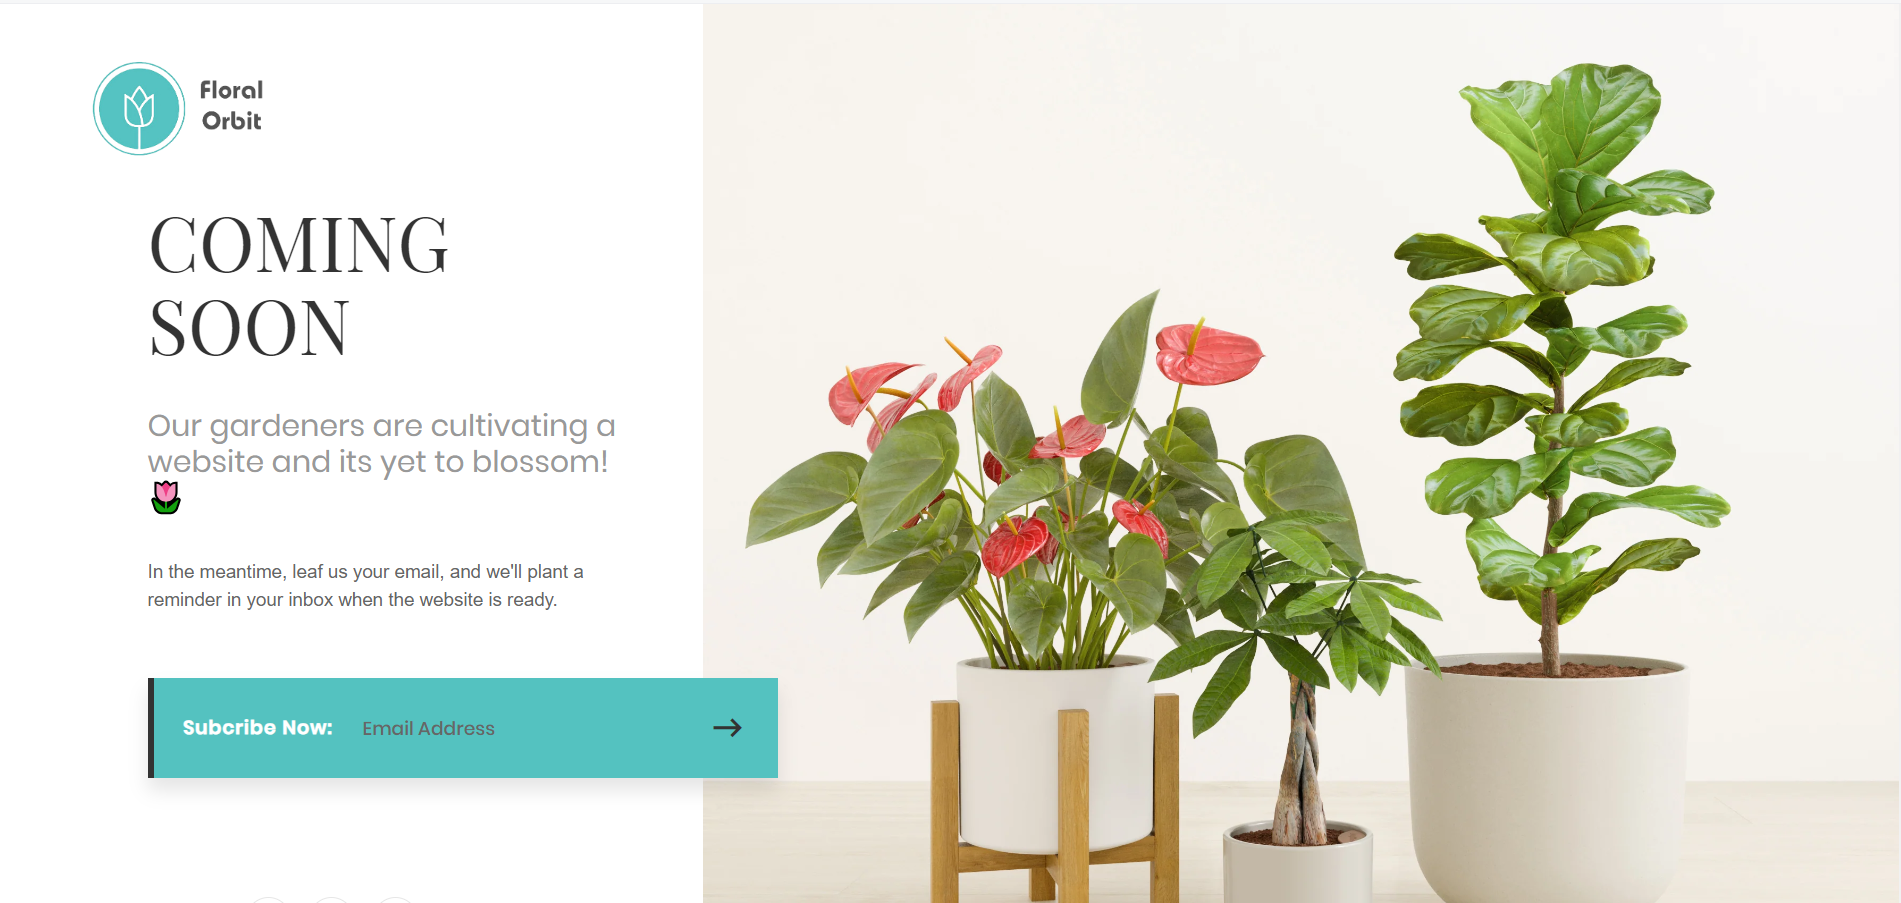 Floral
Orbit
COMING
SOON
Our gardeners are cultivating a
website and its yet to blossom!
🌷
In the meantime, leaf us your email, and we'll plant a
reminder in your inbox when the website is ready.
Subcribe Now: Email Address →